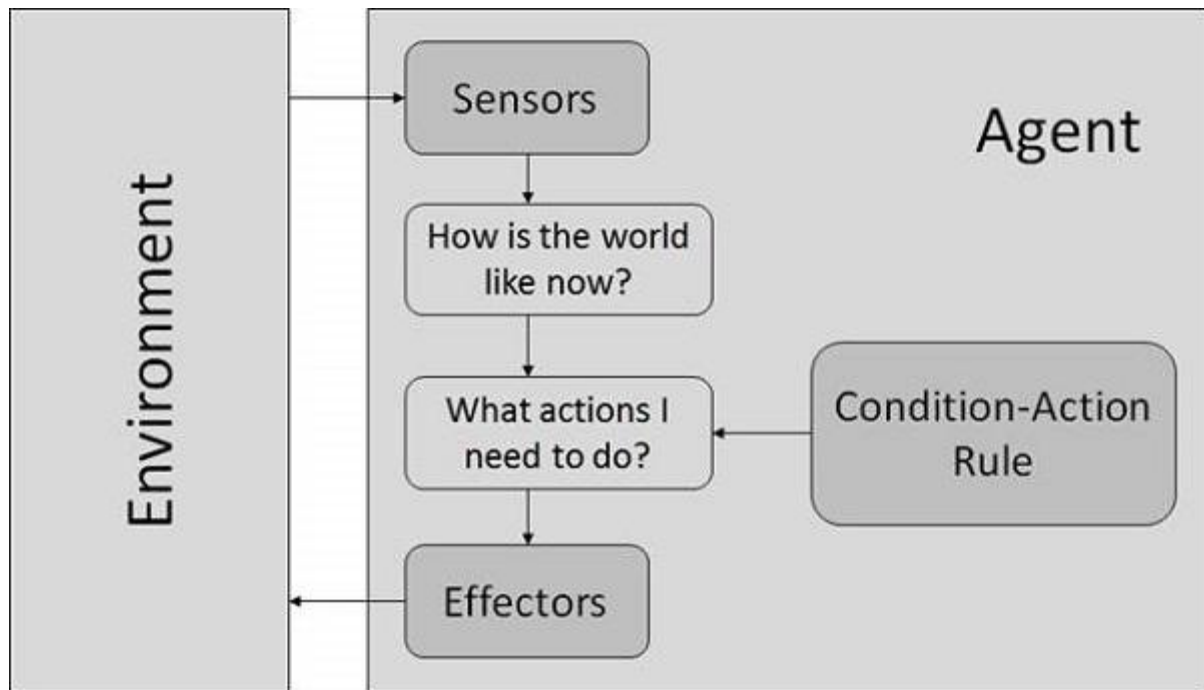 Environment
Sensors
Agent
How is the world
like now?
What actions I
need to do?
Condition-Action
Rule
Effectors